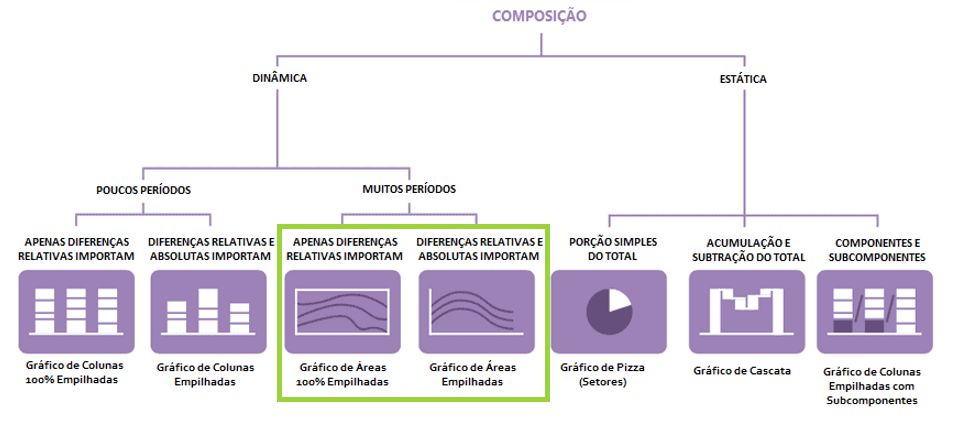 COMPOSIÇÃO
DINÂMICA
ESTÁTICA
POUCOS PERÍODOS
MUITOS PERÍODOS
APENAS DIFERENÇAS
RELATIVAS IMPORTAM
DIFERENÇAS RELATIVAS E
ABSOLUTAS IMPORTAM
APENAS DIFERENÇAS
RELATIVAS IMPORTAM
DIFERENÇAS RELATIVAS E
ABSOLUTAS IMPORTAM
PORÇÃO SIMPLES
DO TOTAL
ACUMULAÇÃO E
SUBTRAÇÃO DO TOTAL
COMPONENTES E
SUBCOMPONENTES
Gráfico de Colunas
100% Empilhadas
Gráfico de Colunas
Empilhadas
Gráfico de Áreas
100% Empilhadas
Gráfico de Áreas
Empilhadas
Gráfico de Pizza
(Setores)
Gráfico de Cascata
Gráfico de Colunas
Empilhadas com
Subcomponentes